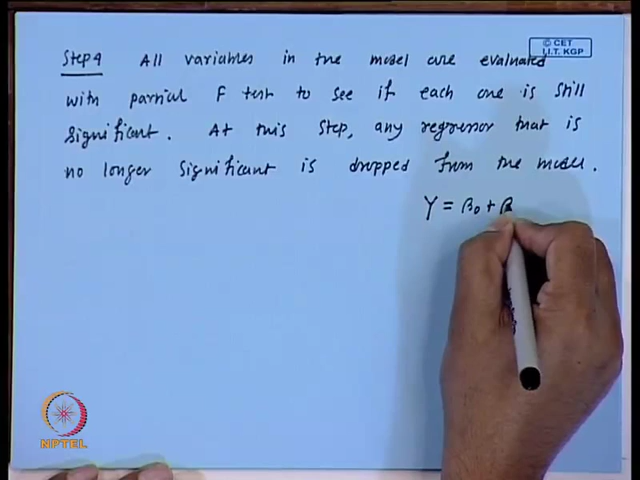 © CET
I.I.T. KGP
Step 4 All variables in the model are evaluated
with partial F test to see if each one is still
significant. At this step, any regressor that is
no longer significant is dropped from the model.
Y = β0 + β
NPTEL